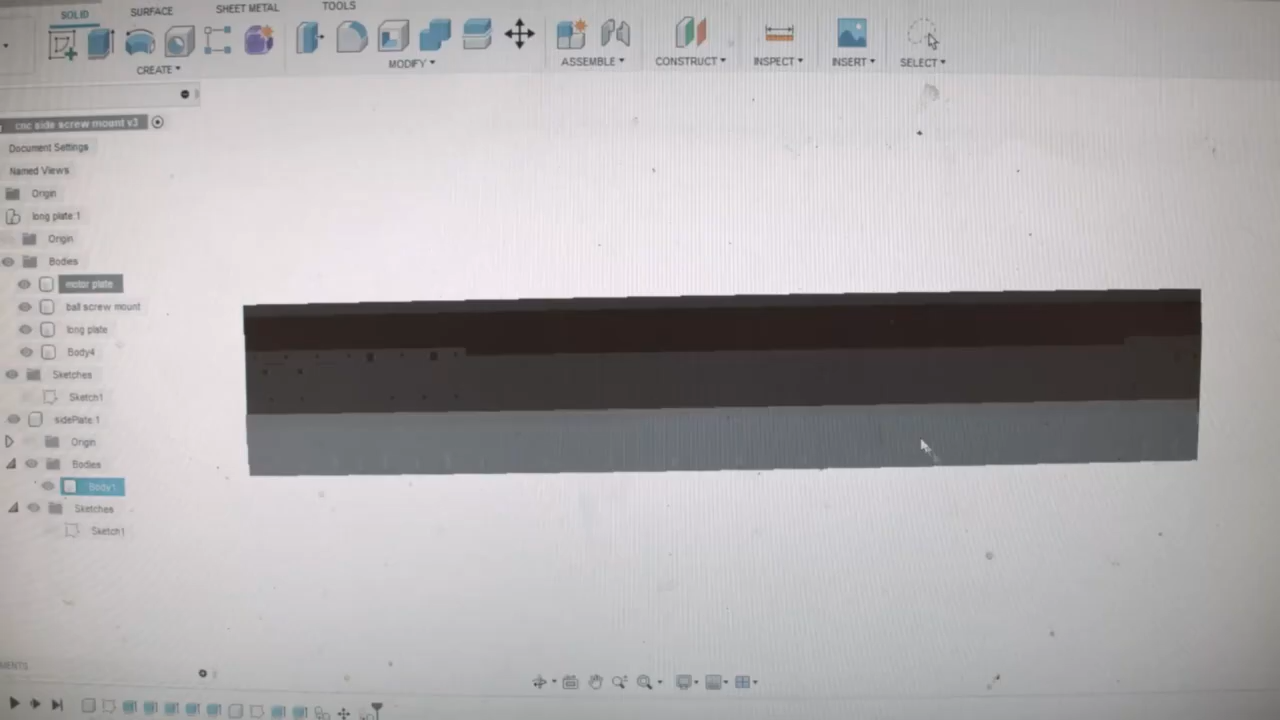 SOLID
SURFACE
SHEET METAL
TOOLS
CREATE
MODIFY
ASSEMBLE
CONSTRUCT
INSPECT
INSERT
SELECT
cnc side screw mount v3
Document Settings
Named Views
Origin
long plate:1
Origin
Bodies
motor plate
ball screw mount
long plate
Body4
Sketches
Sketch1
sidePlate:1
Origin
Bodies
Body1
Sketches
Sketch1
MENTS